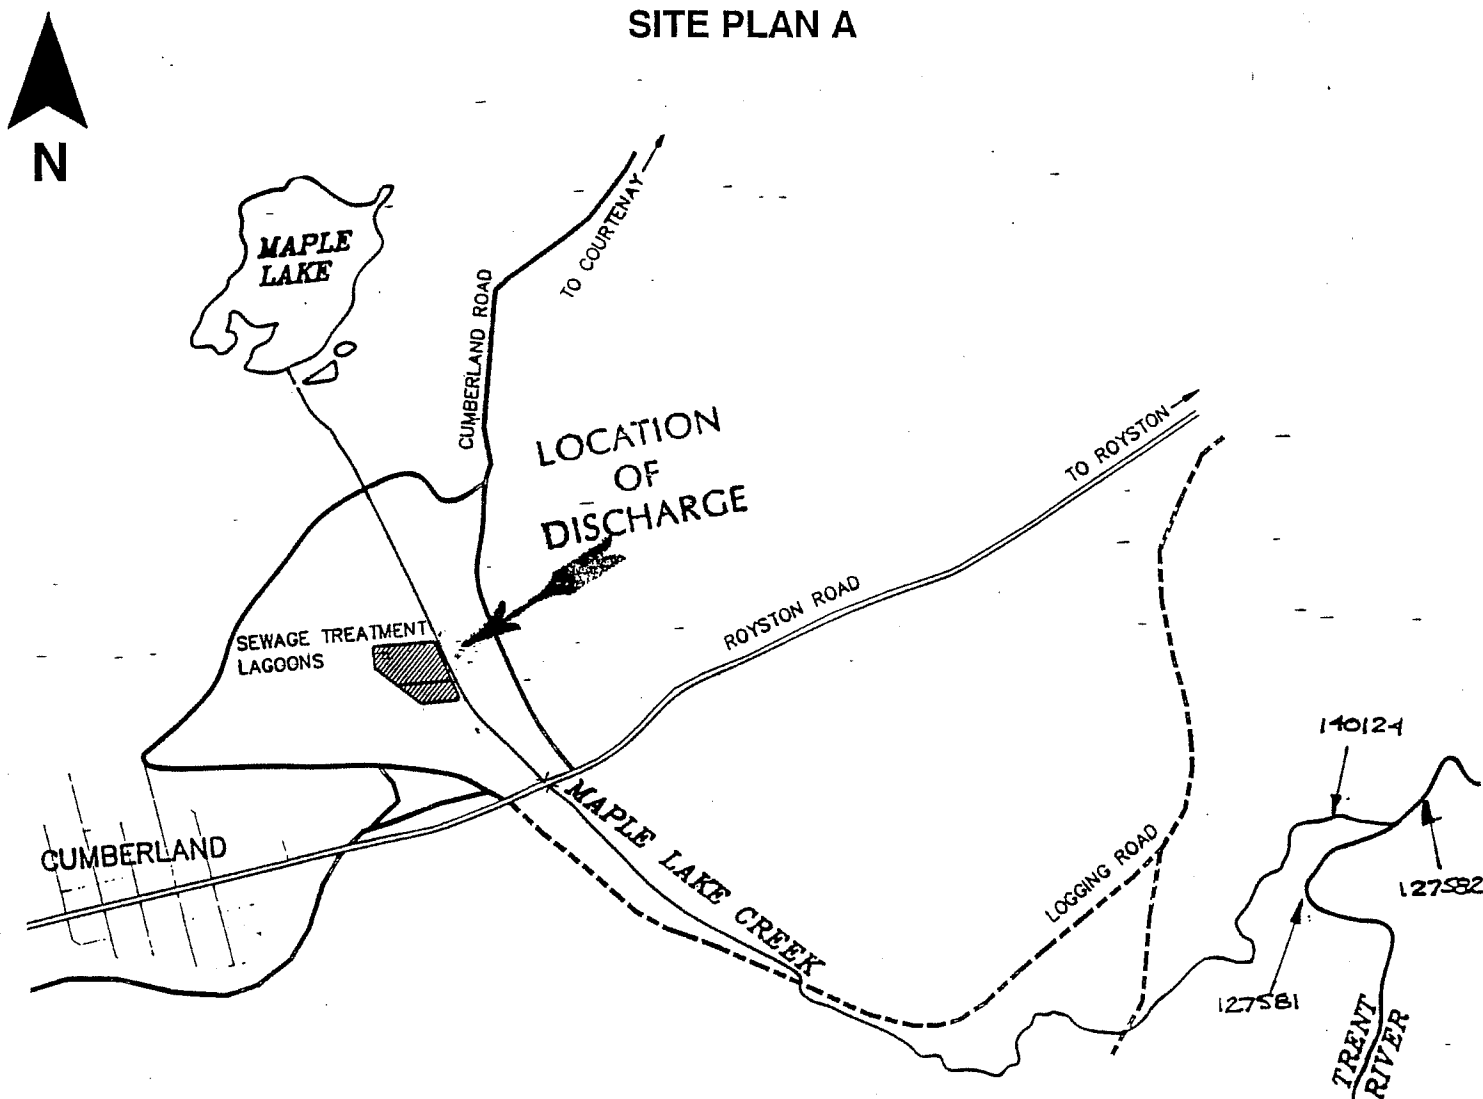 SITE PLAN A
N
MAPLE
LAKE
TO COURTENAY
CUMBERLAND ROAD
LOCATION
OF
DISCHARGE
TO ROYSTON
ROYSTON ROAD
SEWAGE TREATMENT
LAGOONS
140124
MAPLE LAKE CREEK
CUMBERLAND
LOGGING ROAD
127582
127581
TRENT
RIVER